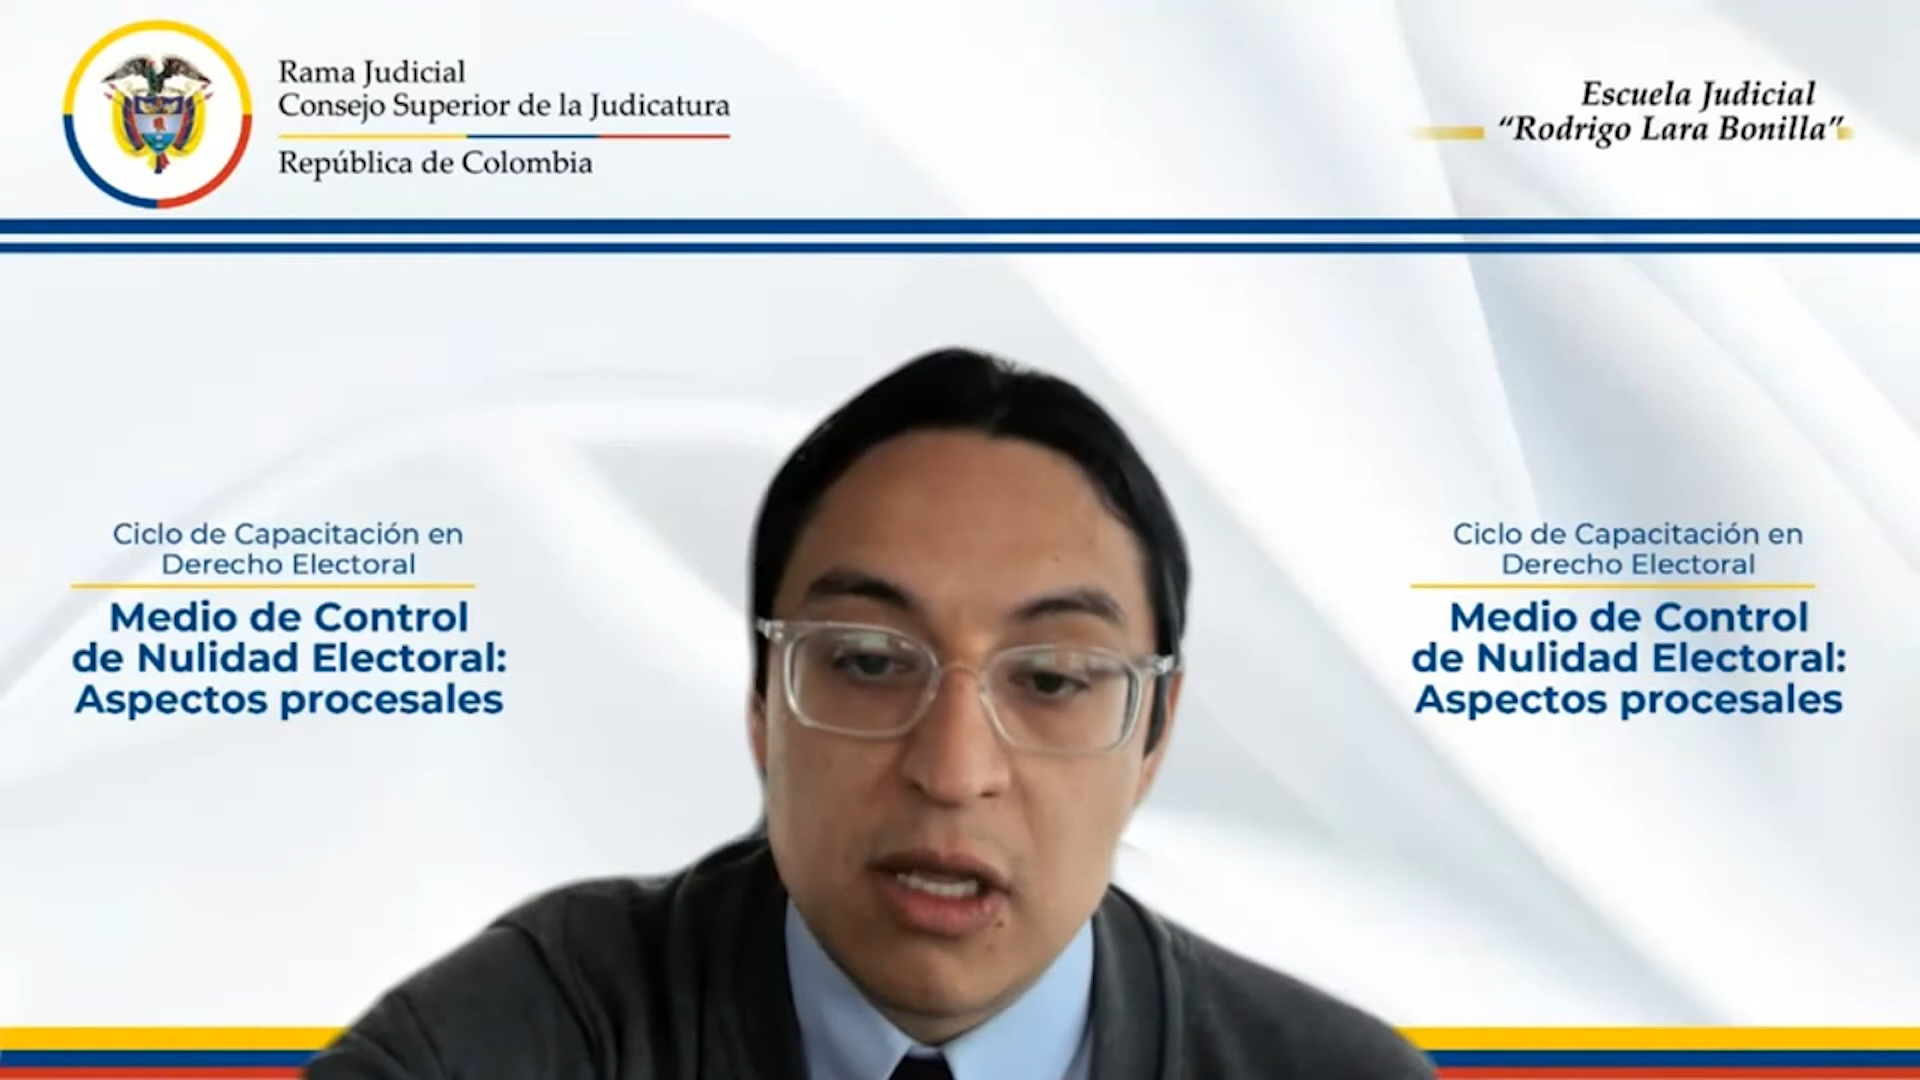 Rama Judicial
Consejo Superior de la Judicatura
República de Colombia
Escuela Judicial
“Rodrigo Lara Bonilla”
Ciclo de Capacitación en
Derecho Electoral
Medio de Control
de Nulidad Electoral:
Aspectos procesales
Ciclo de Capacitación en
Derecho Electoral
Medio de Control
de Nulidad Electoral:
Aspectos procesales